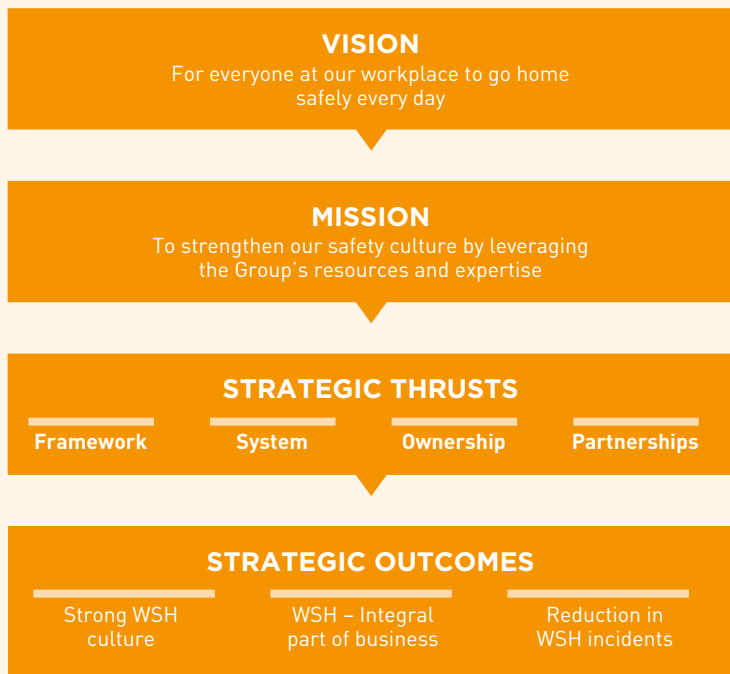 VISION
For everyone at our workplace to go home
safely every day
MISSION
To strengthen our safety culture by leveraging
the Group's resources and expertise
STRATEGIC THRUSTS
Framework
System
Ownership
Partnerships
STRATEGIC OUTCOMES
Strong WSH
culture
WSH – Integral
part of business
Reduction in
WSH incidents